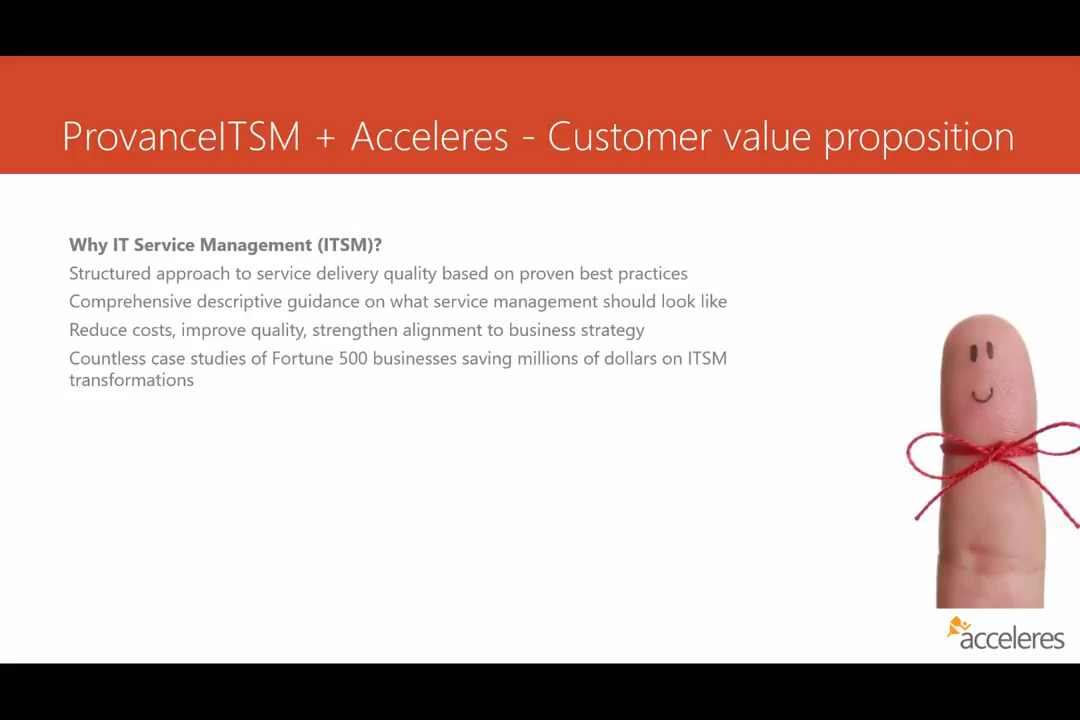 ProvanceITSM + Acceleres - Customer value proposition
Why IT Service Management (ITSM)?
Structured approach to service delivery quality based on proven best practices
Comprehensive descriptive guidance on what service management should look like
Reduce costs, improve quality, strengthen alignment to business strategy
Countless case studies of Fortune 500 businesses saving millions of dollars on ITSM
transformations
acceleres